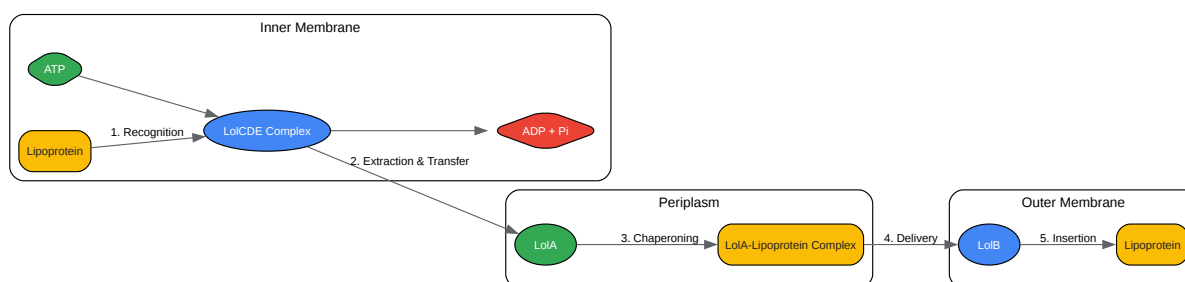 Inner Membrane
ATP
1. Recognition
LolCDE Complex
ADP + Pi
Lipoprotein
2. Extraction & Transfer
Periplasm
Outer Membrane
LolA
3. Chaperoning
LolA-Lipoprotein Complex
4. Delivery
LolB
5. Insertion
Lipoprotein